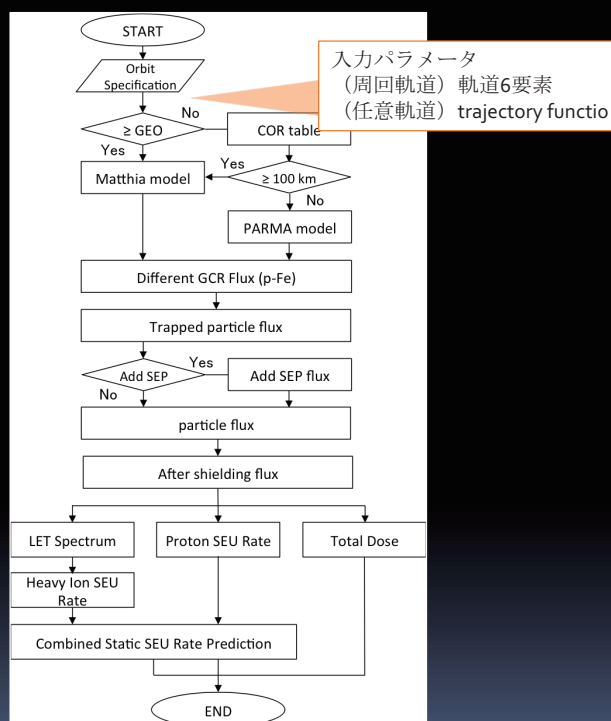 START
Orbit
Specification
入力パラメータ
（周回軌道）軌道6要素
（任意軌道）trajectory functio
≥ GEO
No
COR table
Yes
Matthia model
Yes
≥ 100 km
No
PARMA model
Different GCR Flux (p-Fe)
Trapped particle flux
Add SEP
Yes
Add SEP flux
No
particle flux
After shielding flux
LET Spectrum
Proton SEU Rate
Total Dose
Heavy Ion SEU
Rate
Combined Static SEU Rate Prediction
END